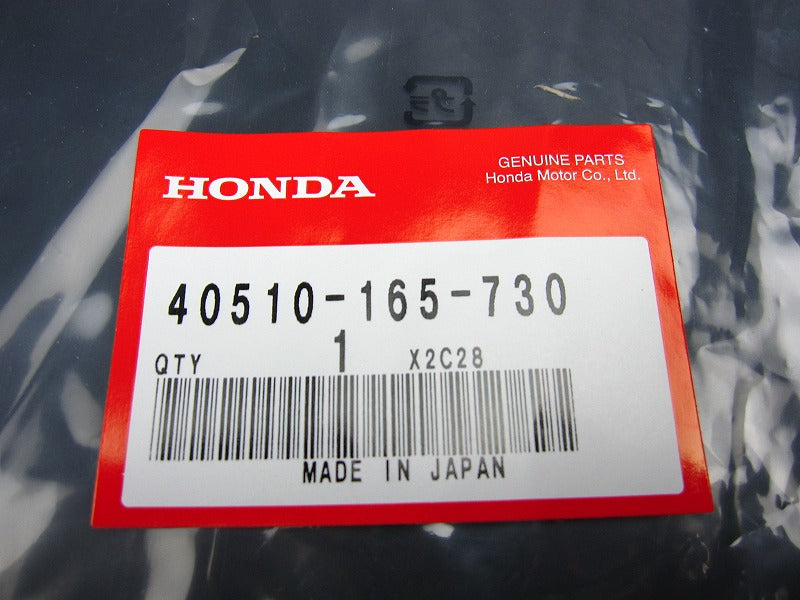 HONDA
GENUINE PARTS
Honda Motor Co., Ltd.
40510-165-730
QTY 1 X2C28
MADE IN JAPAN